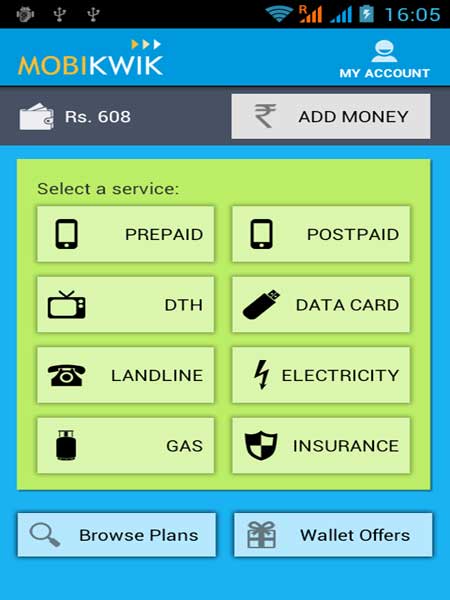 R
16:05
MOBIKWIK
MY ACCOUNT
Rs. 608
₹ ADD MONEY
Select a service:
PREPAID
POSTPAID
DTH
DATA CARD
LANDLINE
ELECTRICITY
GAS
INSURANCE
Browse Plans
Wallet Offers